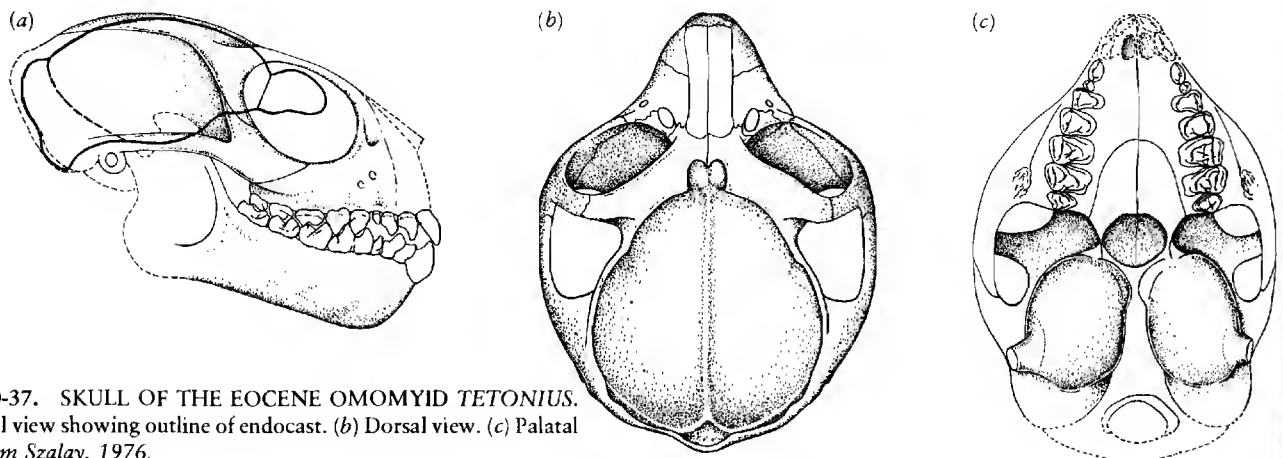 (a)
(b)
(c)
-37. SKULL OF THE EOCENE OMOMYID TETONIUS.
l view showing outline of endocast. (b) Dorsal view. (c) Palatal
m Szalay, 1976.